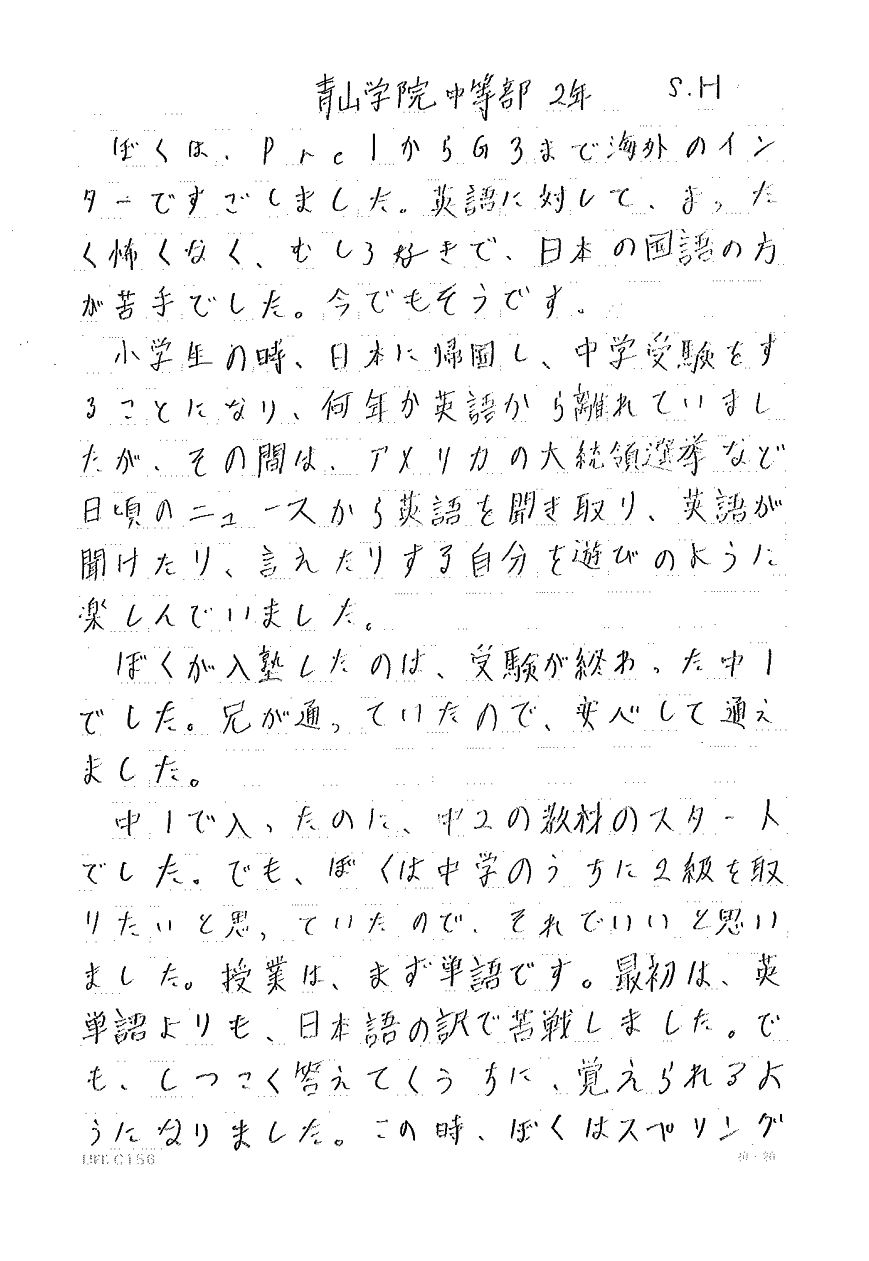 青山学院中等部 2年 S.H
ぼくは、Pre1からG3まで海外のイン
ターですごしました。英語に対して、まった
く怖くなく、むしろ好きで、日本の国語の方
が苦手でした。今でもそうです。
小学生の時、日本に帰国し、中学受験をす
ることになり、何年か英語から離れていまし
たが、その間は、アメリカの大統領選挙など
日頃のニュースから英語を聞き取り、英語が
聞けたり、言えたりする自分を遊びのように
楽しんでいました。
ぼくが入塾したのは、受験が終わった中1
でした。兄が通っていたので、安心して通え
ました。
中1で入ったのに、中2の教材のスタート
でした。でも、ぼくは中学のうちに2級を取
りたいと思っていたので、それでいいと思い
ました。授業は、まず単語です。最初は、英
単語よりも、日本語の訳で苦戦しました。で
も、しつこく答えてくうちに、覚えられるよ
うになりました。この時、ぼくはスペリング
LIFE C156
20×20